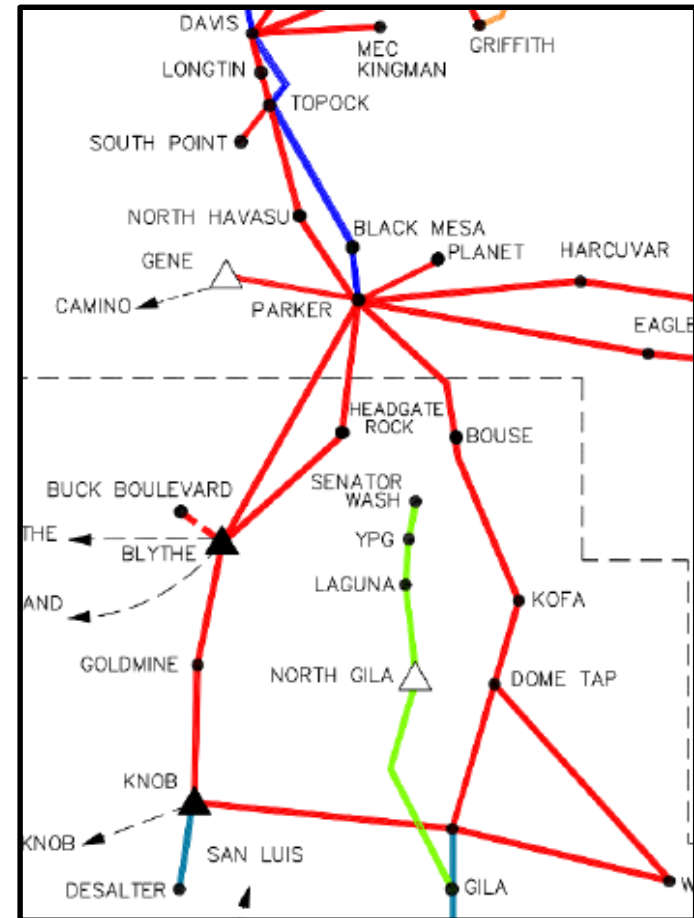 DAVIS
MEC
KINGMAN
GRIFFITH
LONGTIN
TOPOCK
SOUTH POINT
NORTH HAVASU
BLACK MESA
PLANET
HARCUVAR
GENE
CAMINO
PARKER
EAGLE
HEADGATE
ROCK
BOUSE
SENATOR
WASH
BUCK BOULEVARD
THE
YPG
BLYTHE
LAGUNA
KOFA
AND
GOLDMINE
NORTH GILA
DOME TAP
KNOB
KNOB
SAN LUIS
DESALTER
GILA
W